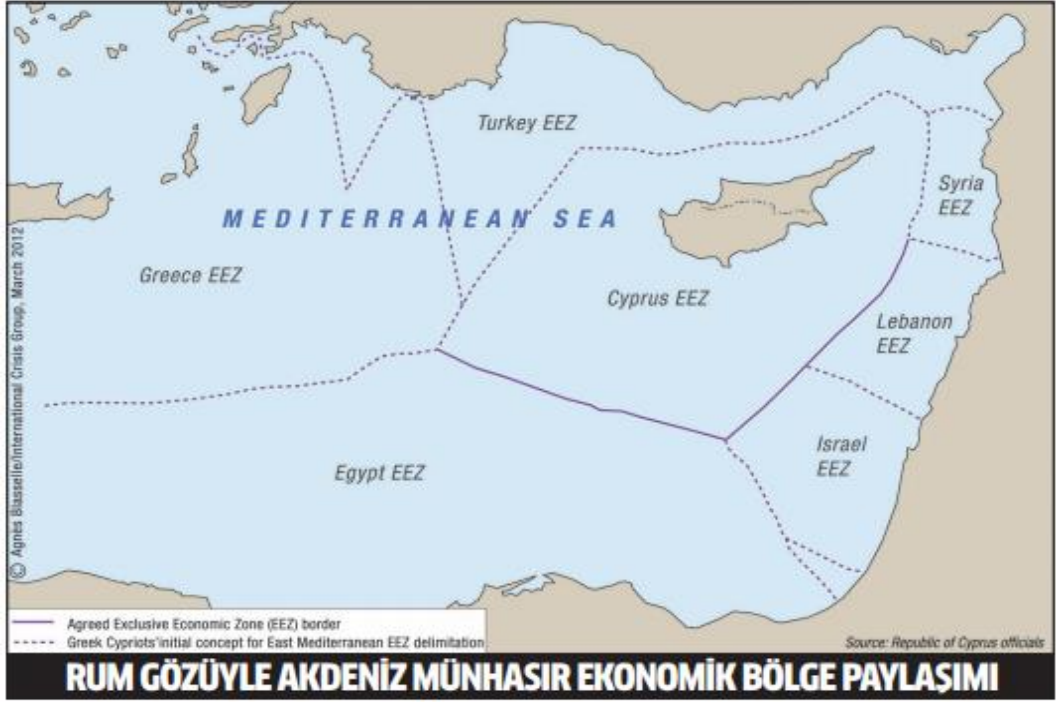 Turkey EEZ
Syria
EEZ
MEDITERRANEAN SEA
Greece EEZ
Cyprus EEZ
Lebanon
EEZ
Israel
EEZ
Egypt EEZ
© Agnes Blasselle/International Crisis Group, March 2012
Agreed Exclusive Economic Zone (EEZ) border
Greek Cypriots'initial concept for East Mediterranean EEZ delimitation
Source: Republic of Cyprus officials
RUM GÖZÜYLE AKDENİZ MÜNHASIR EKONOMİK BÖLGE PAYLAŞIMI